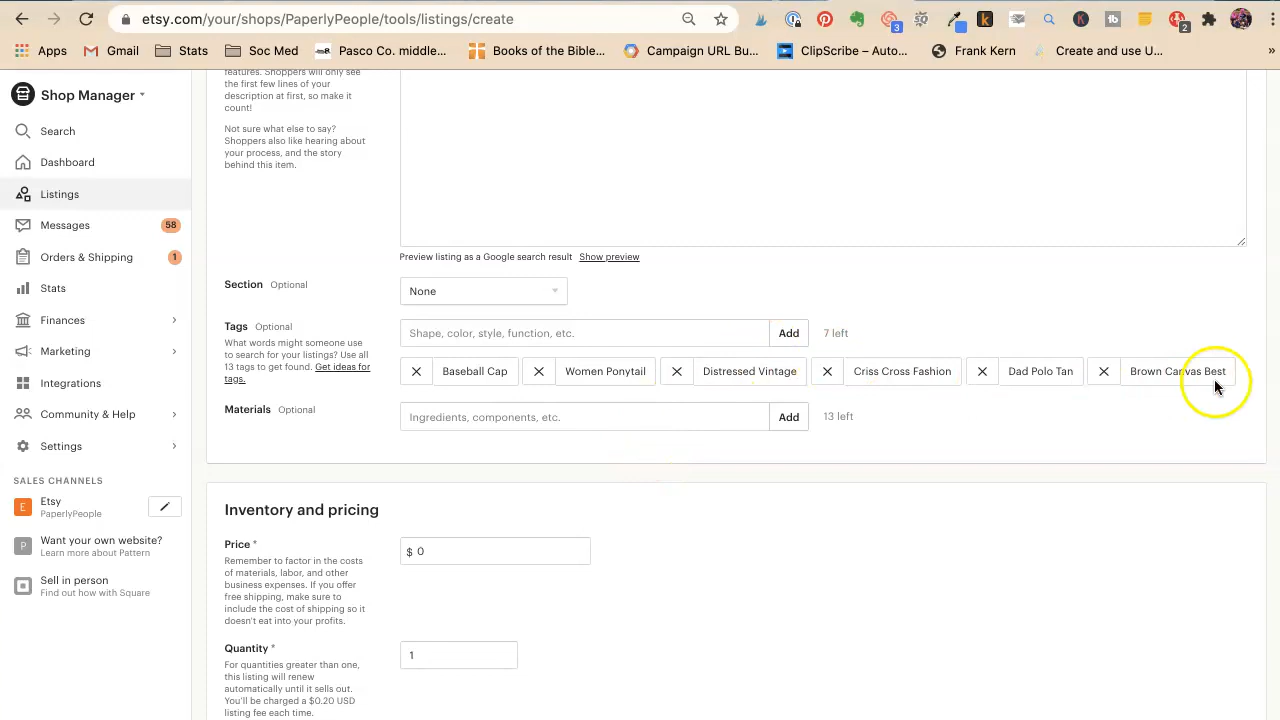 etsy.com/your/shops/PaperlyPeople/tools/listings/create
3
2
Apps
Gmail
Stats
Soc Med
Pasco Co. middle...
Books of the Bible...
Campaign URL Bu...
ClipScribe – Auto...
Frank Kern
Create and use U...
»
Shop Manager
Search
Dashboard
Listings
Messages
58
Orders & Shipping
1
Stats
Finances
Marketing
Integrations
Community & Help
Settings
SALES CHANNELS
E
Etsy
PaperlyPeople
P
Want your own website?
Learn more about Pattern
Sell in person
Find out how with Square
features. Shoppers will only see
the first few lines of your
description at first, so make it
count!
Not sure what else to say?
Shoppers also like hearing about
your process, and the story
behind this item.
Preview listing as a Google search result Show preview
Section Optional
None
Tags Optional
What words might someone use
to search for your listings? Use all
13 tags to get found. Get ideas for
tags.
Shape, color, style, function, etc.
Add
7 left
Baseball Cap
Women Ponytail
Distressed Vintage
Criss Cross Fashion
Dad Polo Tan
Brown Canvas Best
Materials Optional
Ingredients, components, etc.
Add
13 left
Inventory and pricing
Price *
Remember to factor in the costs
of materials, labor, and other
business expenses. If you offer
free shipping, make sure to
include the cost of shipping so it
doesn't eat into your profits.
$ 0
Quantity *
For quantities greater than one,
this listing will renew
automatically until it sells out.
You'll be charged a $0.20 USD
listing fee each time.
1